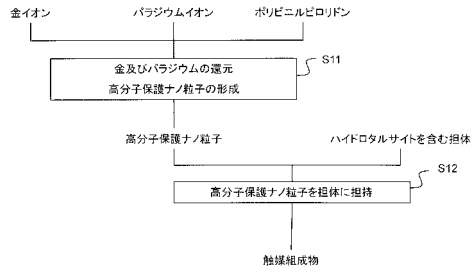 金イオン
パラジウムイオン
ポリビニルピロリドン
S11
金及びパラジウムの還元
高分子保護ナノ粒子の形成
高分子保護ナノ粒子
ハイドロタルサイトを含む担体
S12
高分子保護ナノ粒子を担体に担持
触媒組成物